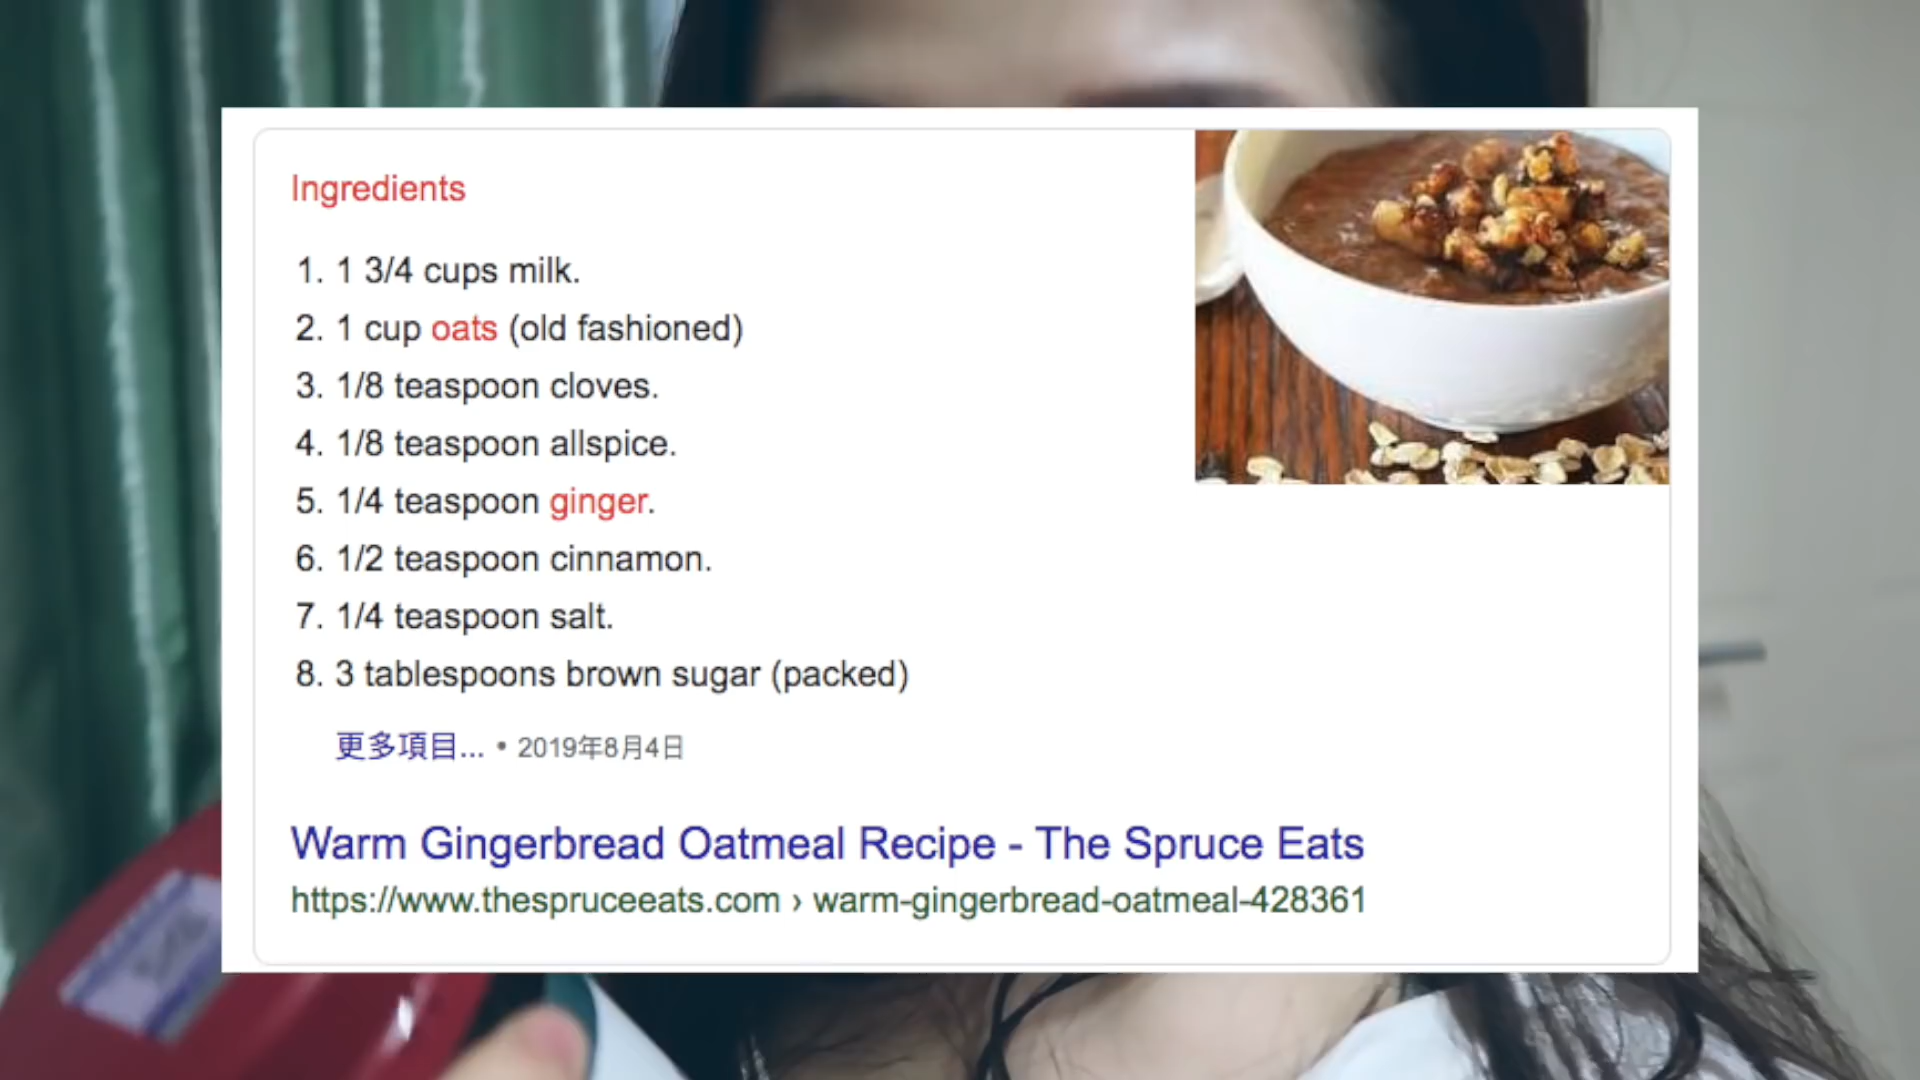 Ingredients
1. 1 3/4 cups milk.
2. 1 cup oats (old fashioned)
3. 1/8 teaspoon cloves.
4. 1/8 teaspoon allspice.
5. 1/4 teaspoon ginger.
6. 1/2 teaspoon cinnamon.
7. 1/4 teaspoon salt.
8. 3 tablespoons brown sugar (packed)
更多項目... • 2019年8月4日
Warm Gingerbread Oatmeal Recipe - The Spruce Eats
https://www.thespruceeats.com › warm-gingerbread-oatmeal-428361